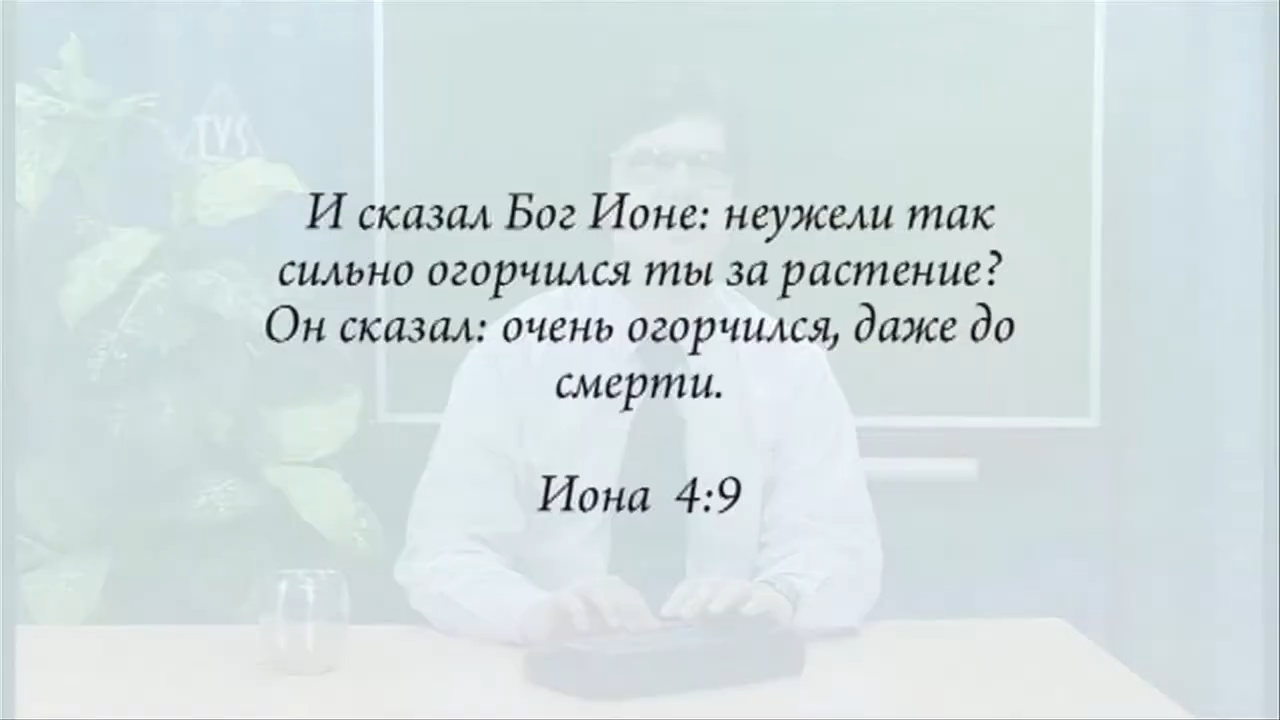 TYS
И сказал Бог Ионе: неужели так
сильно огорчился ты за растение?
Он сказал: очень огорчился, даже до
смерти.
Иона 4:9